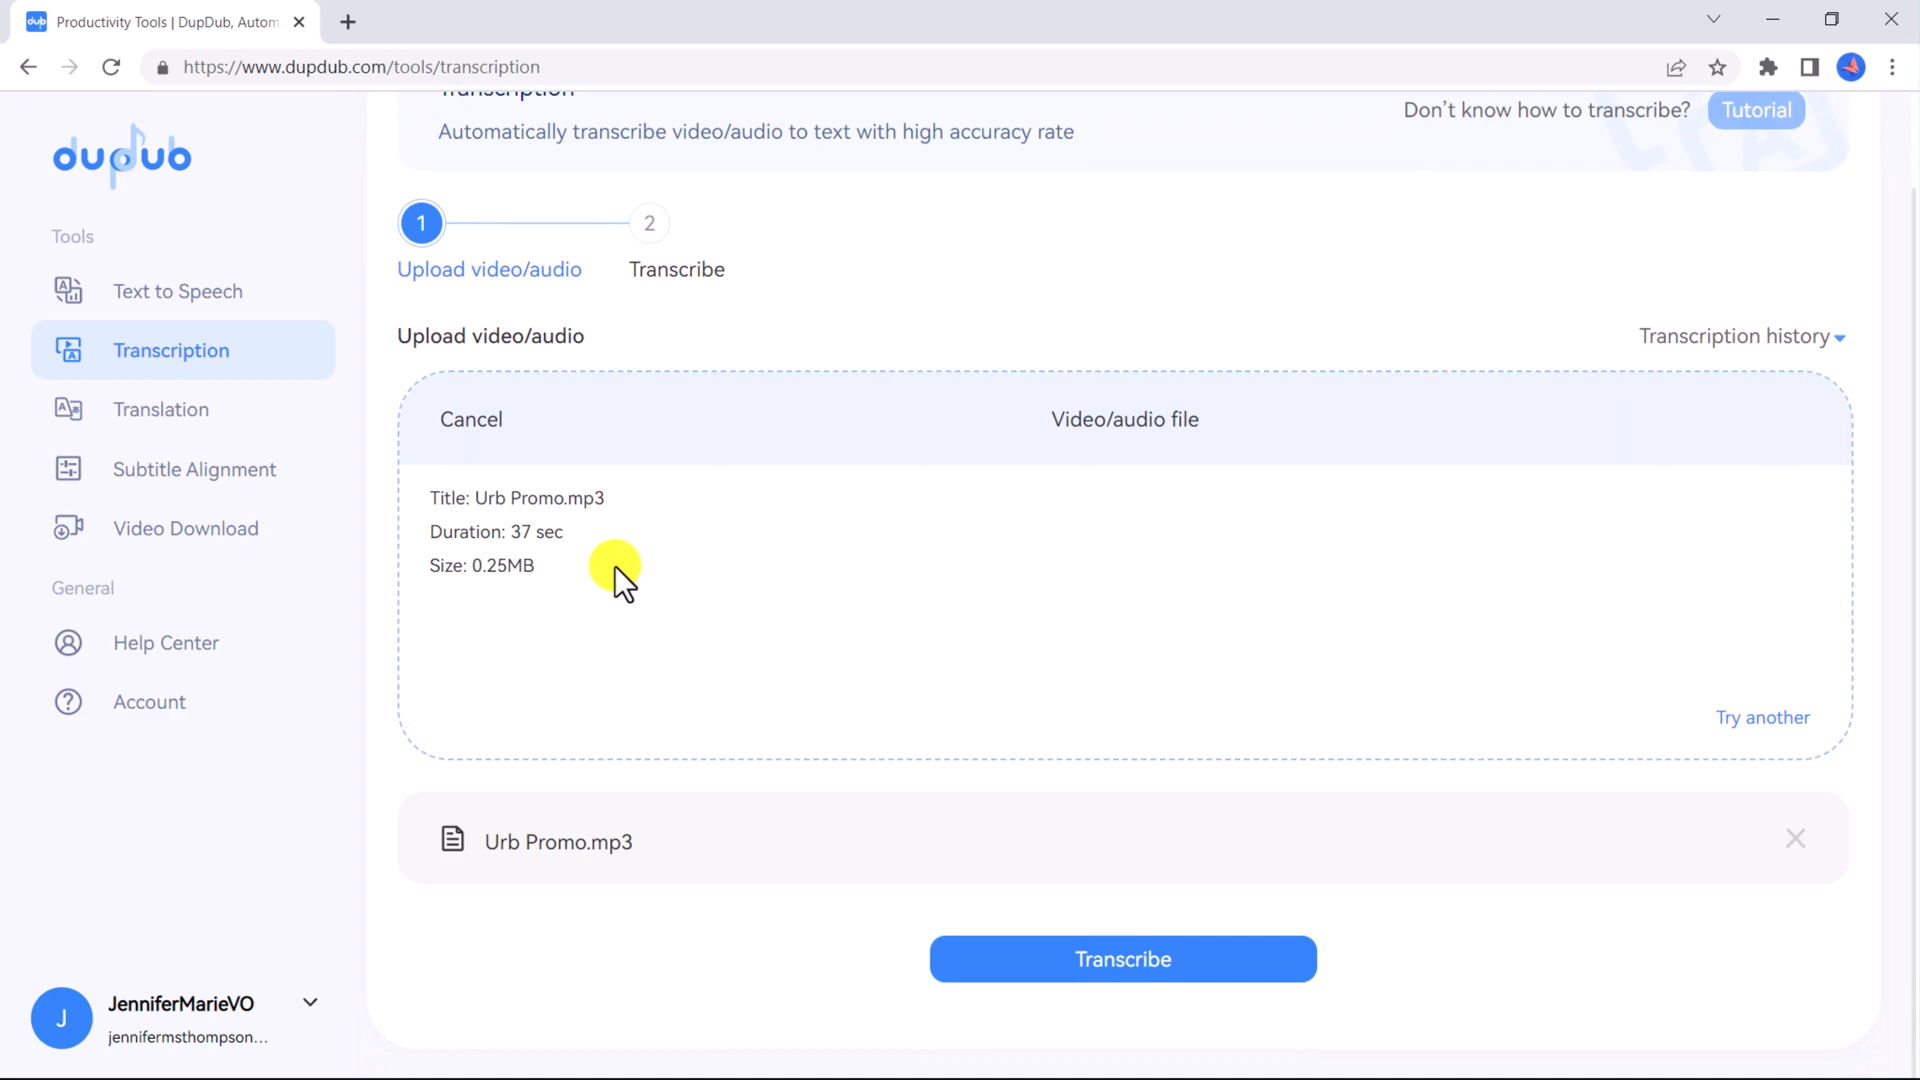 dub
Productivity Tools | DupDub, Autom
https://www.dupdub.com/tools/transcription
Transcription
Automatically transcribe video/audio to text with high accuracy rate
Don't know how to transcribe?
Tutorial
dupdub
Tools
Text to Speech
Transcription
Translation
Subtitle Alignment
Video Download
General
Help Center
Account
J
JenniferMarieVO
jennifermsthompson...
1
2
Upload video/audio
Transcribe
Upload video/audio
Transcription history
Cancel
Video/audio file
Title: Urb Promo.mp3
Duration: 37 sec
Size: 0.25MB
Try another
Urb Promo.mp3
Transcribe